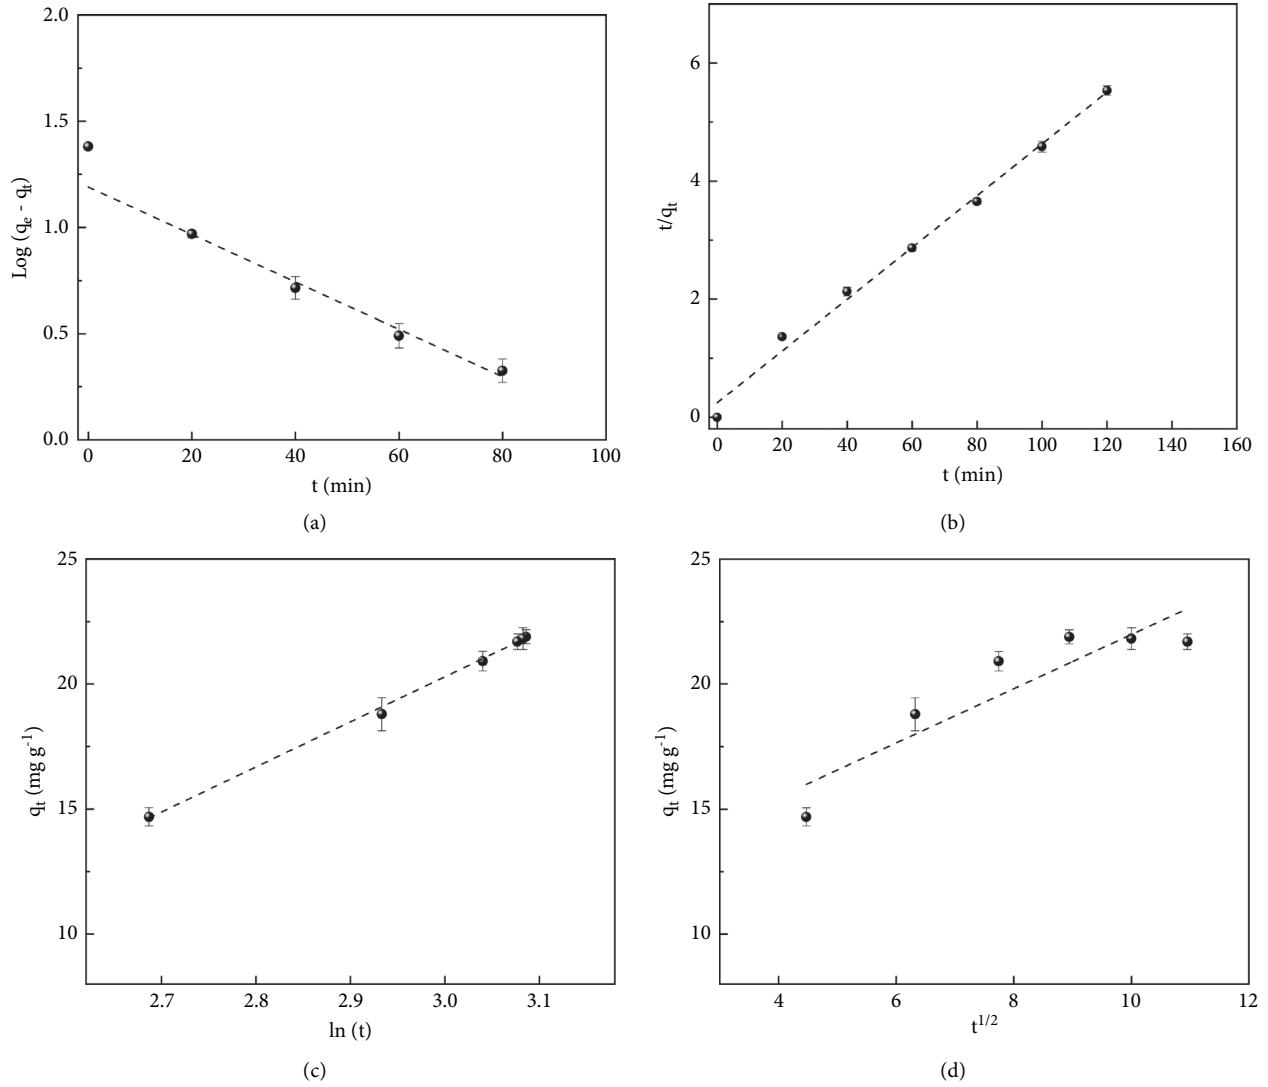 2.0
1.5
1.0
0.5
0.0
Log (qe - qt)
0 20 40 60 80 100
t (min)
(a)
6
4
2
0
t/qt
0 20 40 60 80 100 120 140 160
t (min)
(b)
25
20
15
10
qt (mg g-1)
2.7 2.8 2.9 3.0 3.1
ln (t)
(c)
25
20
15
10
qt (mg g-1)
4 6 8 10 12
t1/2
(d)